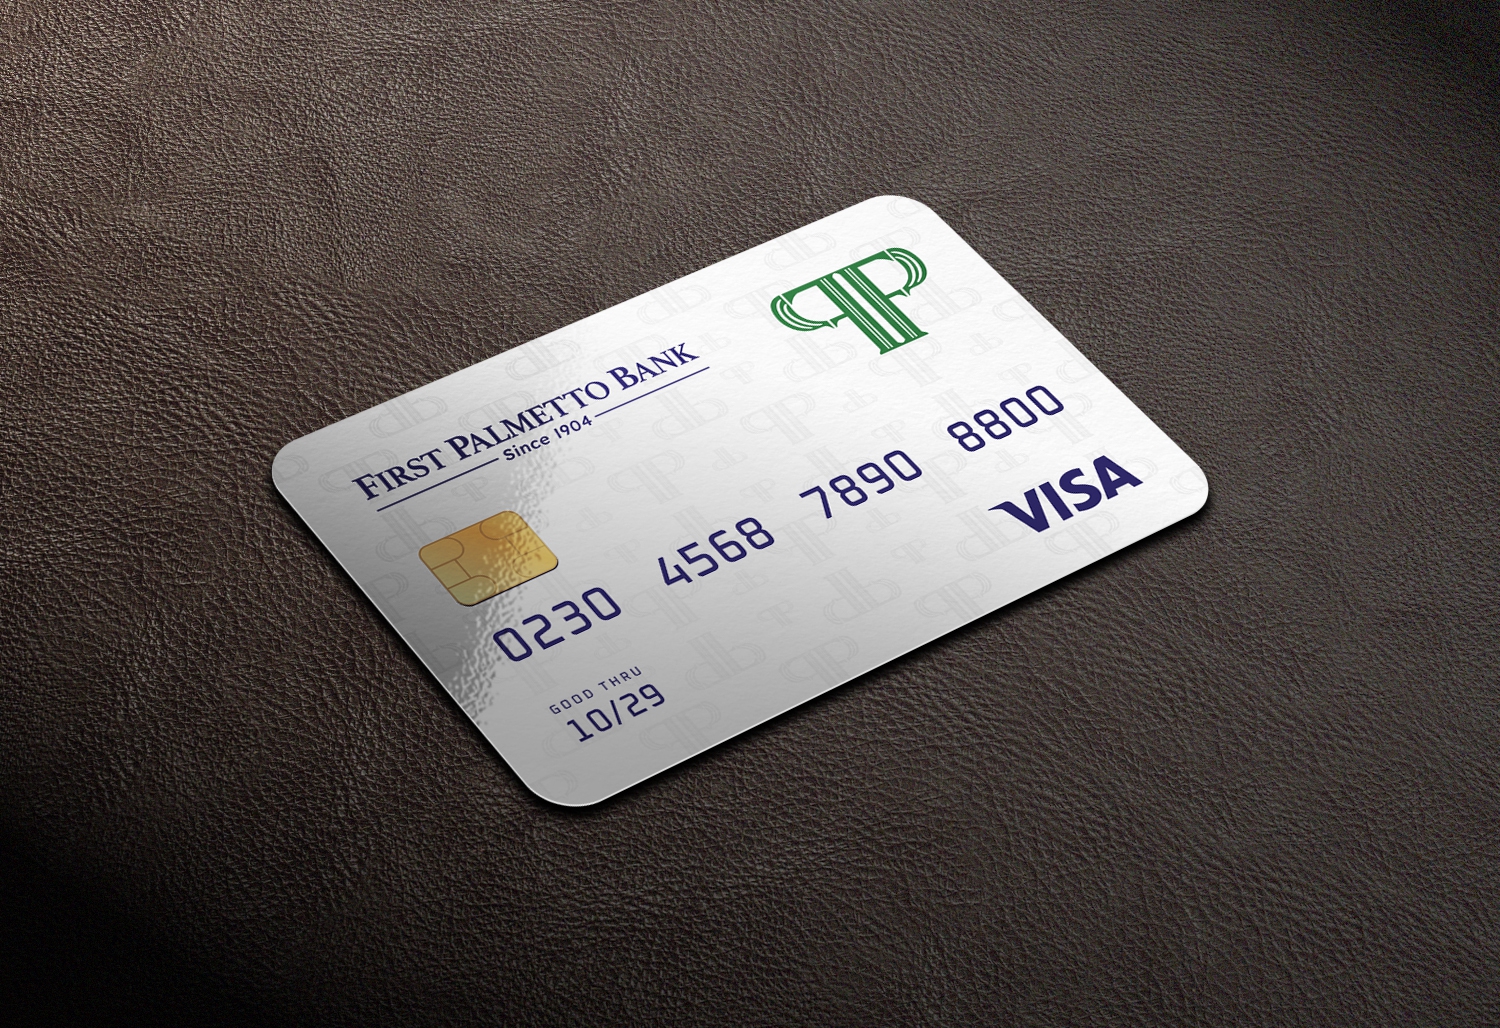 FIRST PALMETTO BANK
Since 1904
0230 4568 7890 8800
GOOD THRU
10/29
VISA